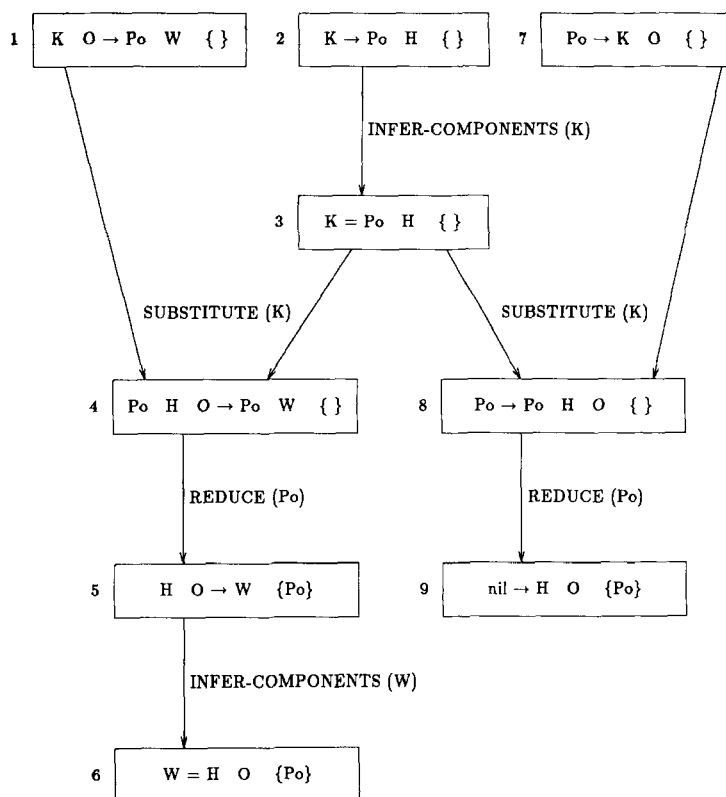 1 K O → Po W { }
2 K → Po H { }
7 Po → K O { }
INFER-COMPONENTS (K)
3 K = Po H { }
SUBSTITUTE (K)
SUBSTITUTE (K)
4 Po H O → Po W { }
8 Po → Po H O { }
REDUCE (Po)
REDUCE (Po)
5 H O → W {Po}
9 nil → H O {Po}
INFER-COMPONENTS (W)
6 W = H O {Po}